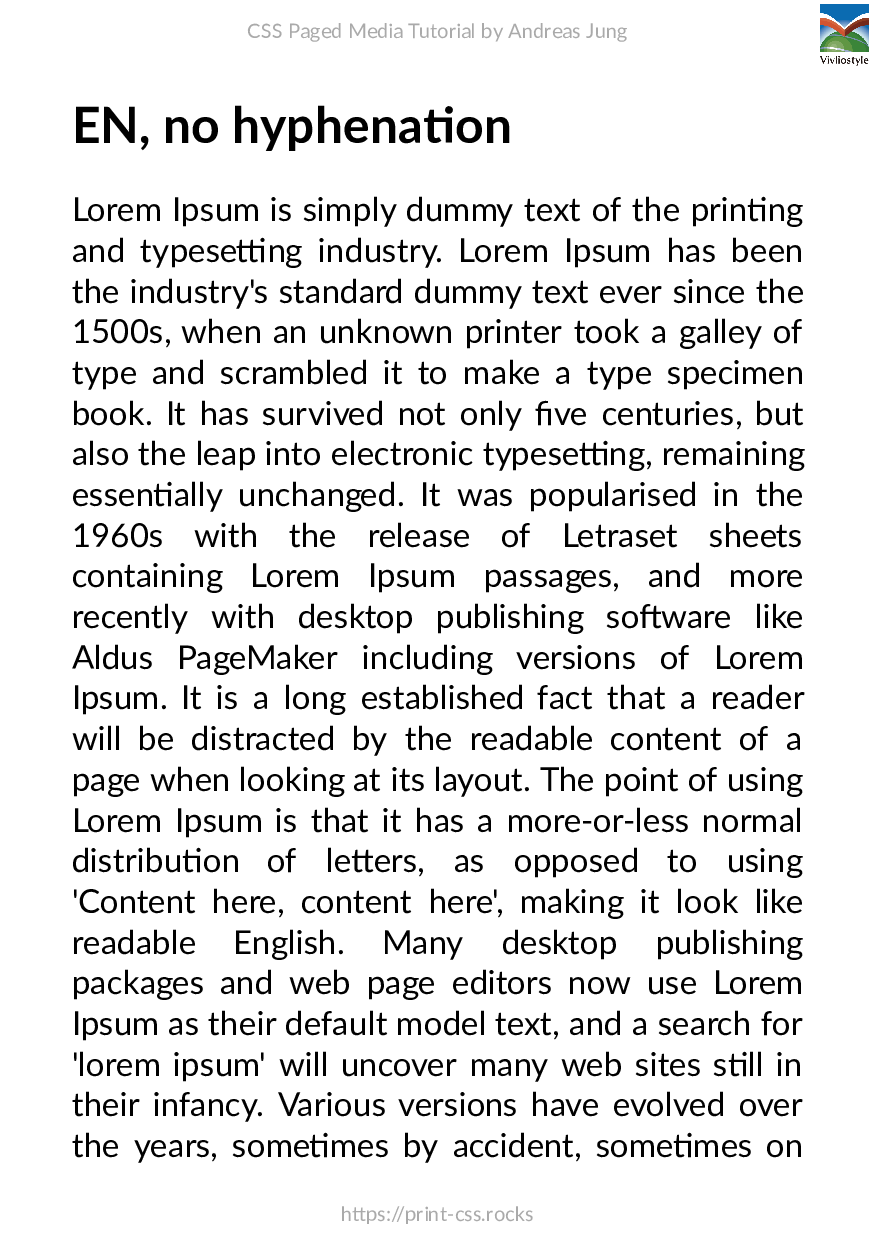 CSS Paged Media Tutorial by Andreas Jung
Vivliostyle
EN, no hyphenation
Lorem Ipsum is simply dummy text of the printing
and typesetting industry. Lorem Ipsum has been
the industry's standard dummy text ever since the
1500s, when an unknown printer took a galley of
type and scrambled it to make a type specimen
book. It has survived not only five centuries, but
also the leap into electronic typesetting, remaining
essentially unchanged. It was popularised in the
1960s with the release of Letraset sheets
containing Lorem Ipsum passages, and more
recently with desktop publishing software like
Aldus PageMaker including versions of Lorem
Ipsum. It is a long established fact that a reader
will be distracted by the readable content of a
page when looking at its layout. The point of using
Lorem Ipsum is that it has a more-or-less normal
distribution of letters, as opposed to using
'Content here, content here', making it look like
readable English. Many desktop publishing
packages and web page editors now use Lorem
Ipsum as their default model text, and a search for
'lorem ipsum' will uncover many web sites still in
their infancy. Various versions have evolved over
the years, sometimes by accident, sometimes on
https://print-css.rocks